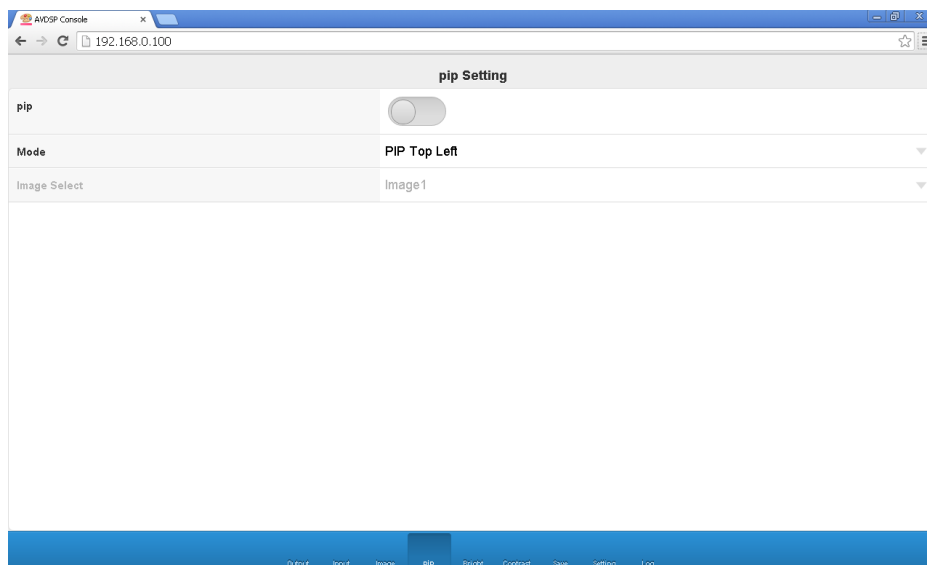 AVDSP Console
192.168.0.100
pip Setting
pip
Mode PIP Top Left
Image Select Image1
Output Input Image pip Bright Contrast Save Setting Log